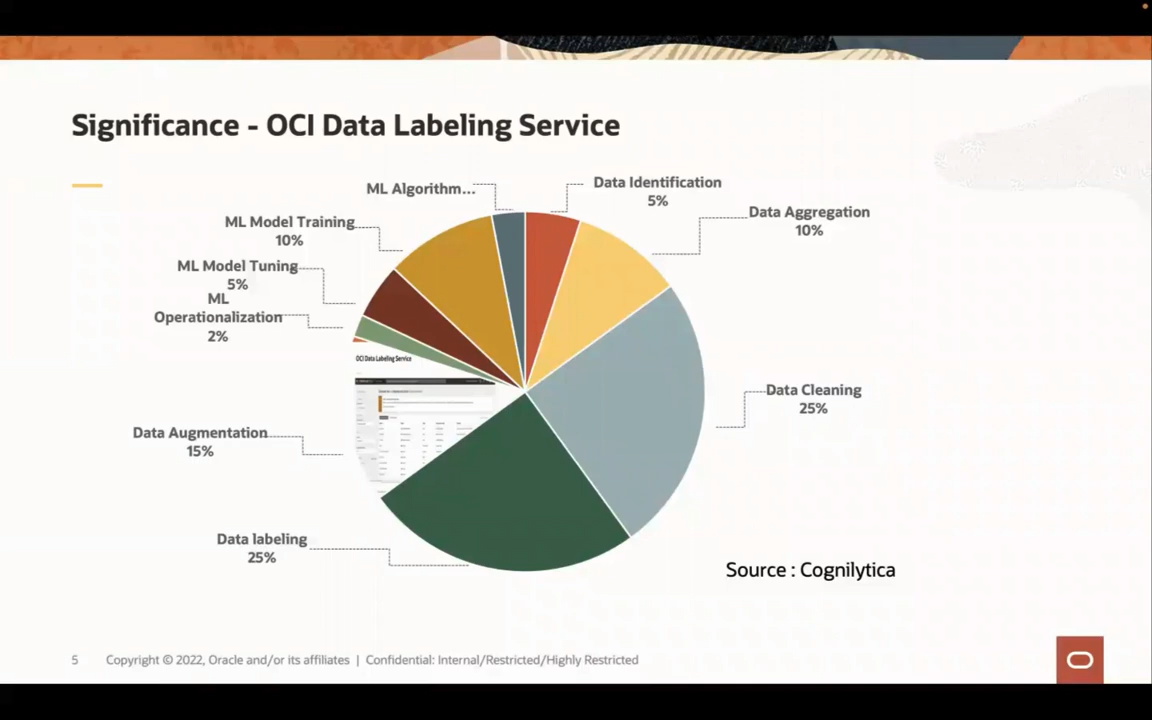 Significance - OCI Data Labeling Service
ML Algorithm...
Data Identification
5%
Data Aggregation
10%
ML Model Training
10%
ML Model Tuning
5%
ML
Operationalization
2%
OCI Data Labeling Service
Data Cleaning
25%
Data Augmentation
15%
Data labeling
25%
Source : Cognilytica
5 Copyright © 2022, Oracle and/or its affiliates | Confidential: Internal/Restricted/Highly Restricted